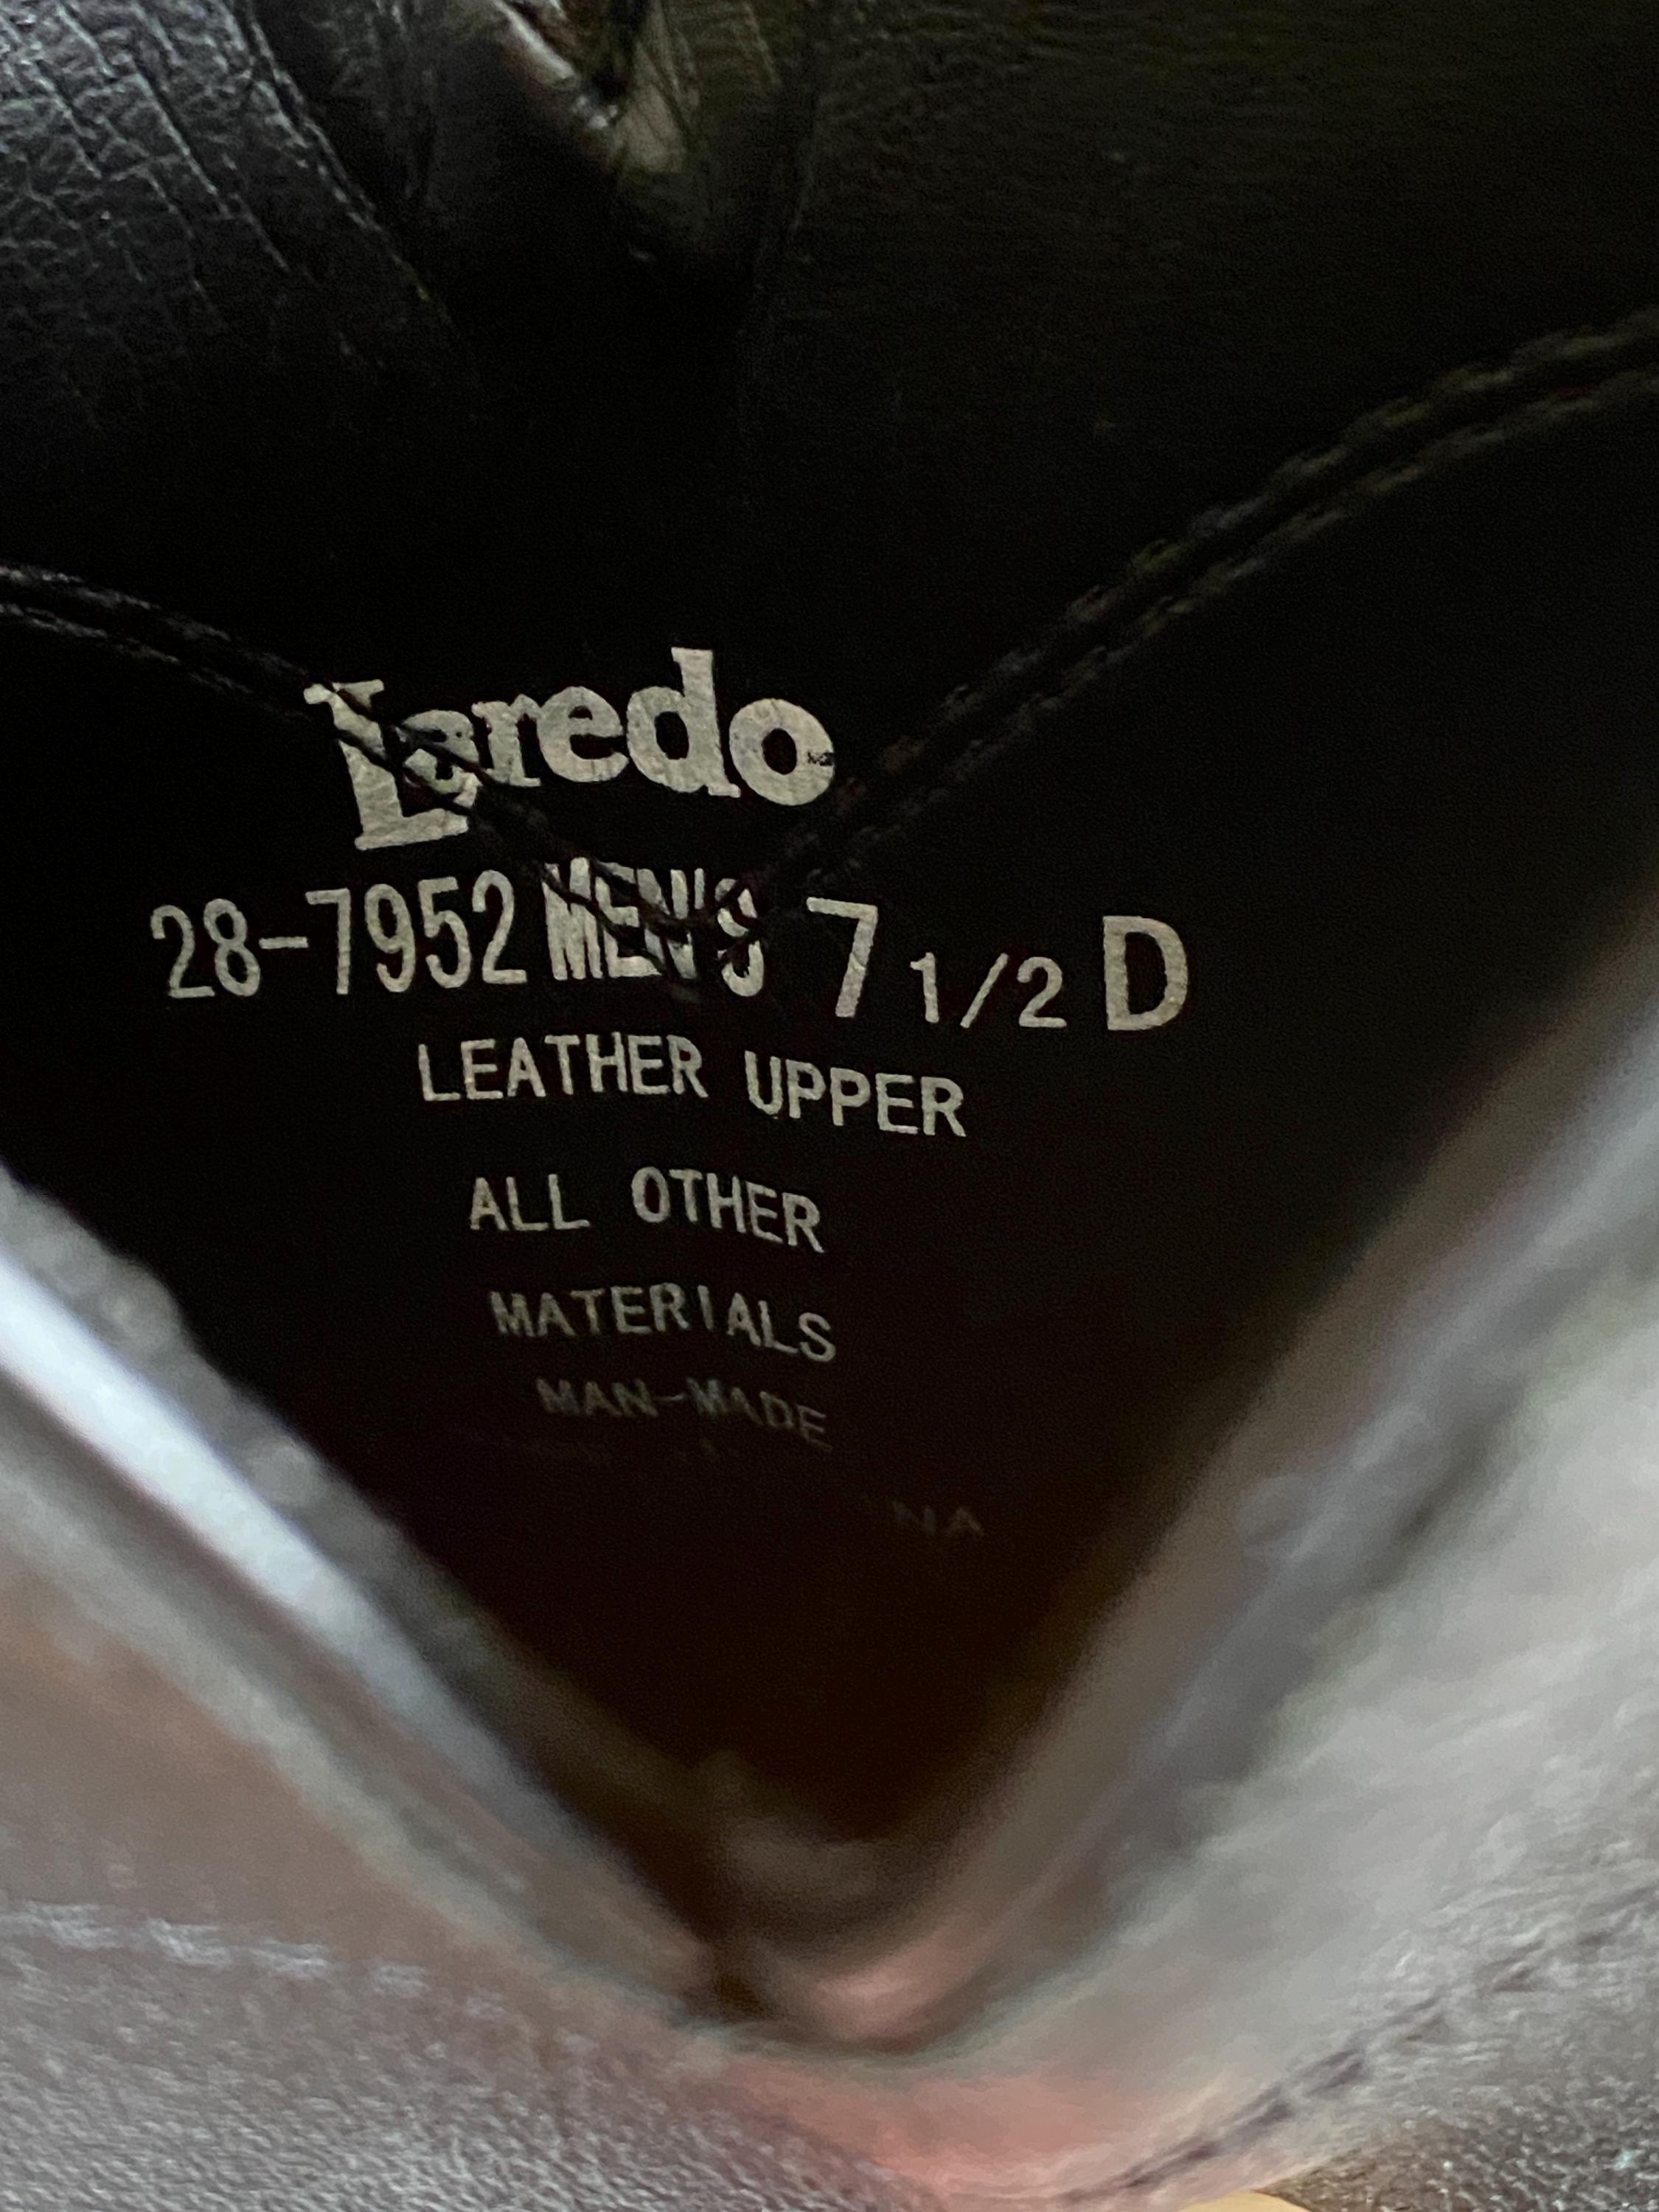 Laredo
28-7952 MEN'S 7 1/2 D
LEATHER UPPER
ALL OTHER
MATERIALS
MAN-MADE